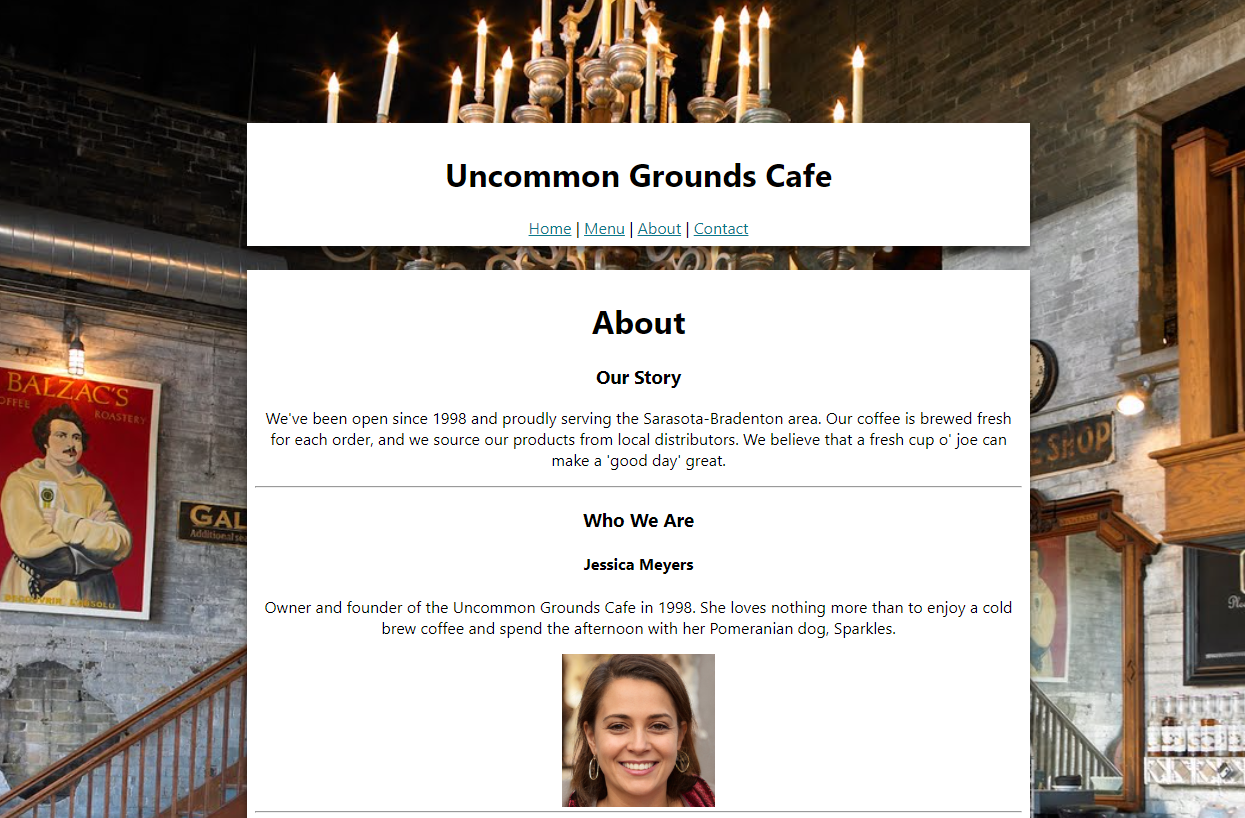 Uncommon Grounds Cafe
Home | Menu | About | Contact
About
Our Story
We've been open since 1998 and proudly serving the Sarasota-Bradenton area. Our coffee is brewed fresh
for each order, and we source our products from local distributors. We believe that a fresh cup o' joe can
make a 'good day' great.
Who We Are
Jessica Meyers
Owner and founder of the Uncommon Grounds Cafe in 1998. She loves nothing more than to enjoy a cold
brew coffee and spend the afternoon with her Pomeranian dog, Sparkles.
BALZAC'S
ROASTERY
GAL
Additional
SHOP